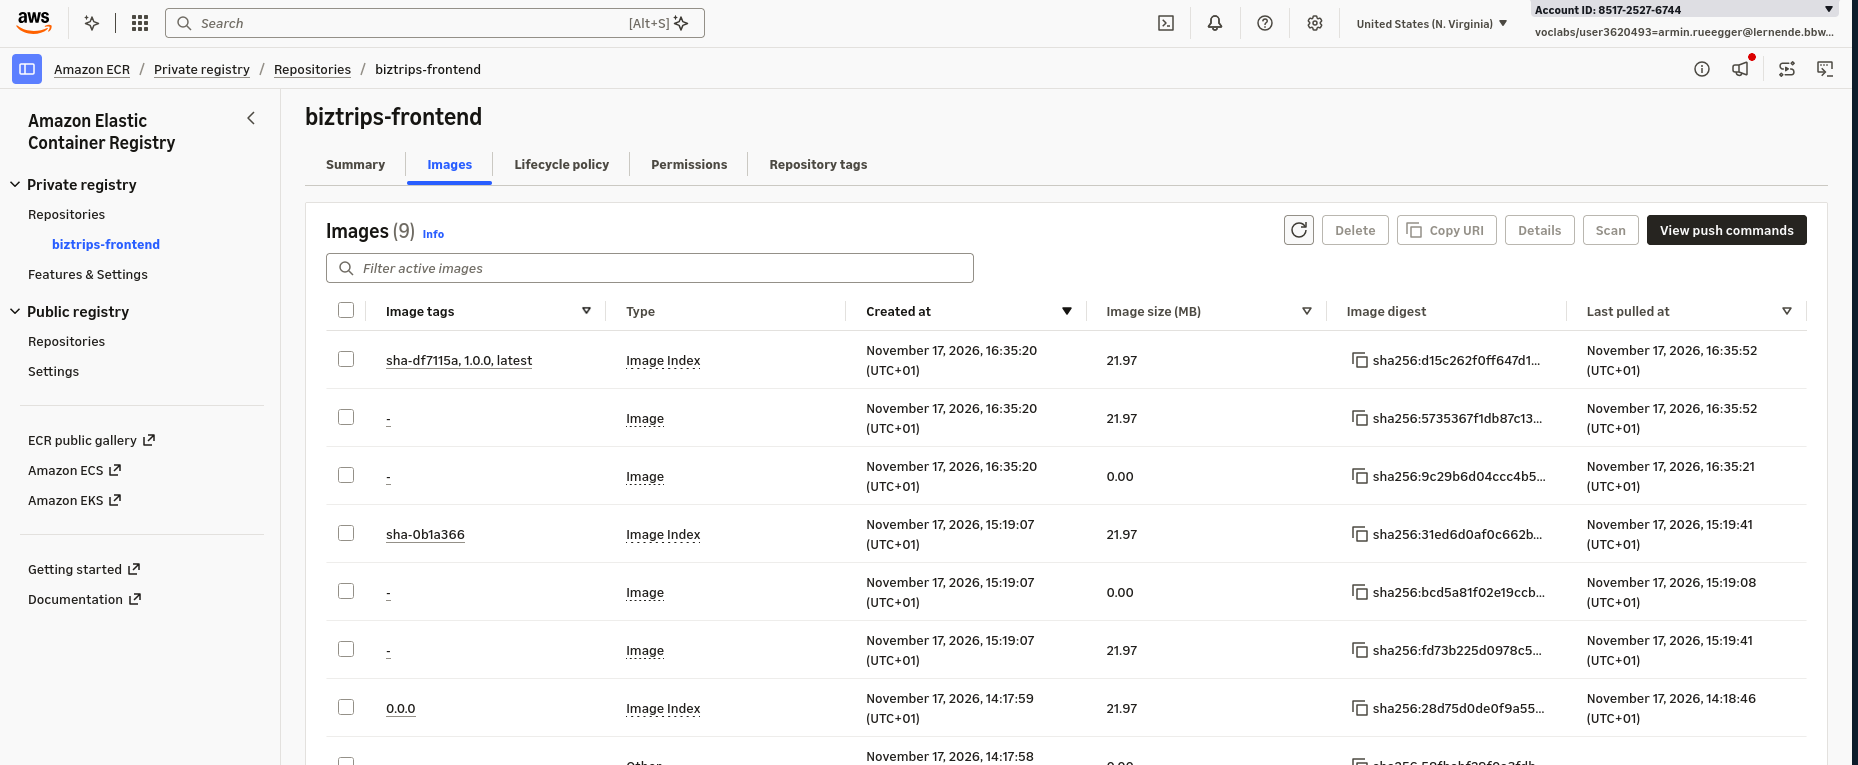 aws
Search
[Alt+S]
United States (N. Virginia)
Account ID: 8517-2527-6744
voclabs/user3620493=armin.rueegger@lernende.bbw...
Amazon ECR / Private registry / Repositories / biztrips-frontend
Amazon Elastic
Container Registry
Private registry
Repositories
biztrips-frontend
Features & Settings
Public registry
Repositories
Settings
ECR public gallery
Amazon ECS
Amazon EKS
Getting started
Documentation
biztrips-frontend
Summary Images Lifecycle policy Permissions Repository tags
Images (9) Info
Delete Copy URI Details Scan View push commands
Filter active images
Image tags Type Created at Image size (MB) Image digest Last pulled at
sha-df7115a, 1.0.0, latest Image Index November 17, 2026, 16:35:20 (UTC+01) 21.97 sha256:d15c262f0ff647d1... November 17, 2026, 16:35:52 (UTC+01)
- Image November 17, 2026, 16:35:20 (UTC+01) 21.97 sha256:5735367f1db87c13... November 17, 2026, 16:35:52 (UTC+01)
- Image November 17, 2026, 16:35:20 (UTC+01) 0.00 sha256:9c29b6d04ccc4b5... November 17, 2026, 16:35:21 (UTC+01)
sha-0b1a366 Image Index November 17, 2026, 15:19:07 (UTC+01) 21.97 sha256:31ed6d0af0c662b... November 17, 2026, 15:19:41 (UTC+01)
- Image November 17, 2026, 15:19:07 (UTC+01) 0.00 sha256:bcd5a81f02e19ccb... November 17, 2026, 15:19:08 (UTC+01)
- Image November 17, 2026, 15:19:07 (UTC+01) 21.97 sha256:fd73b225d0978c5... November 17, 2026, 15:19:41 (UTC+01)
0.0.0 Image Index November 17, 2026, 14:17:59 (UTC+01) 21.97 sha256:28d75d0de0f9a55... November 17, 2026, 14:18:46 (UTC+01)
November 17, 2026, 14:17:58